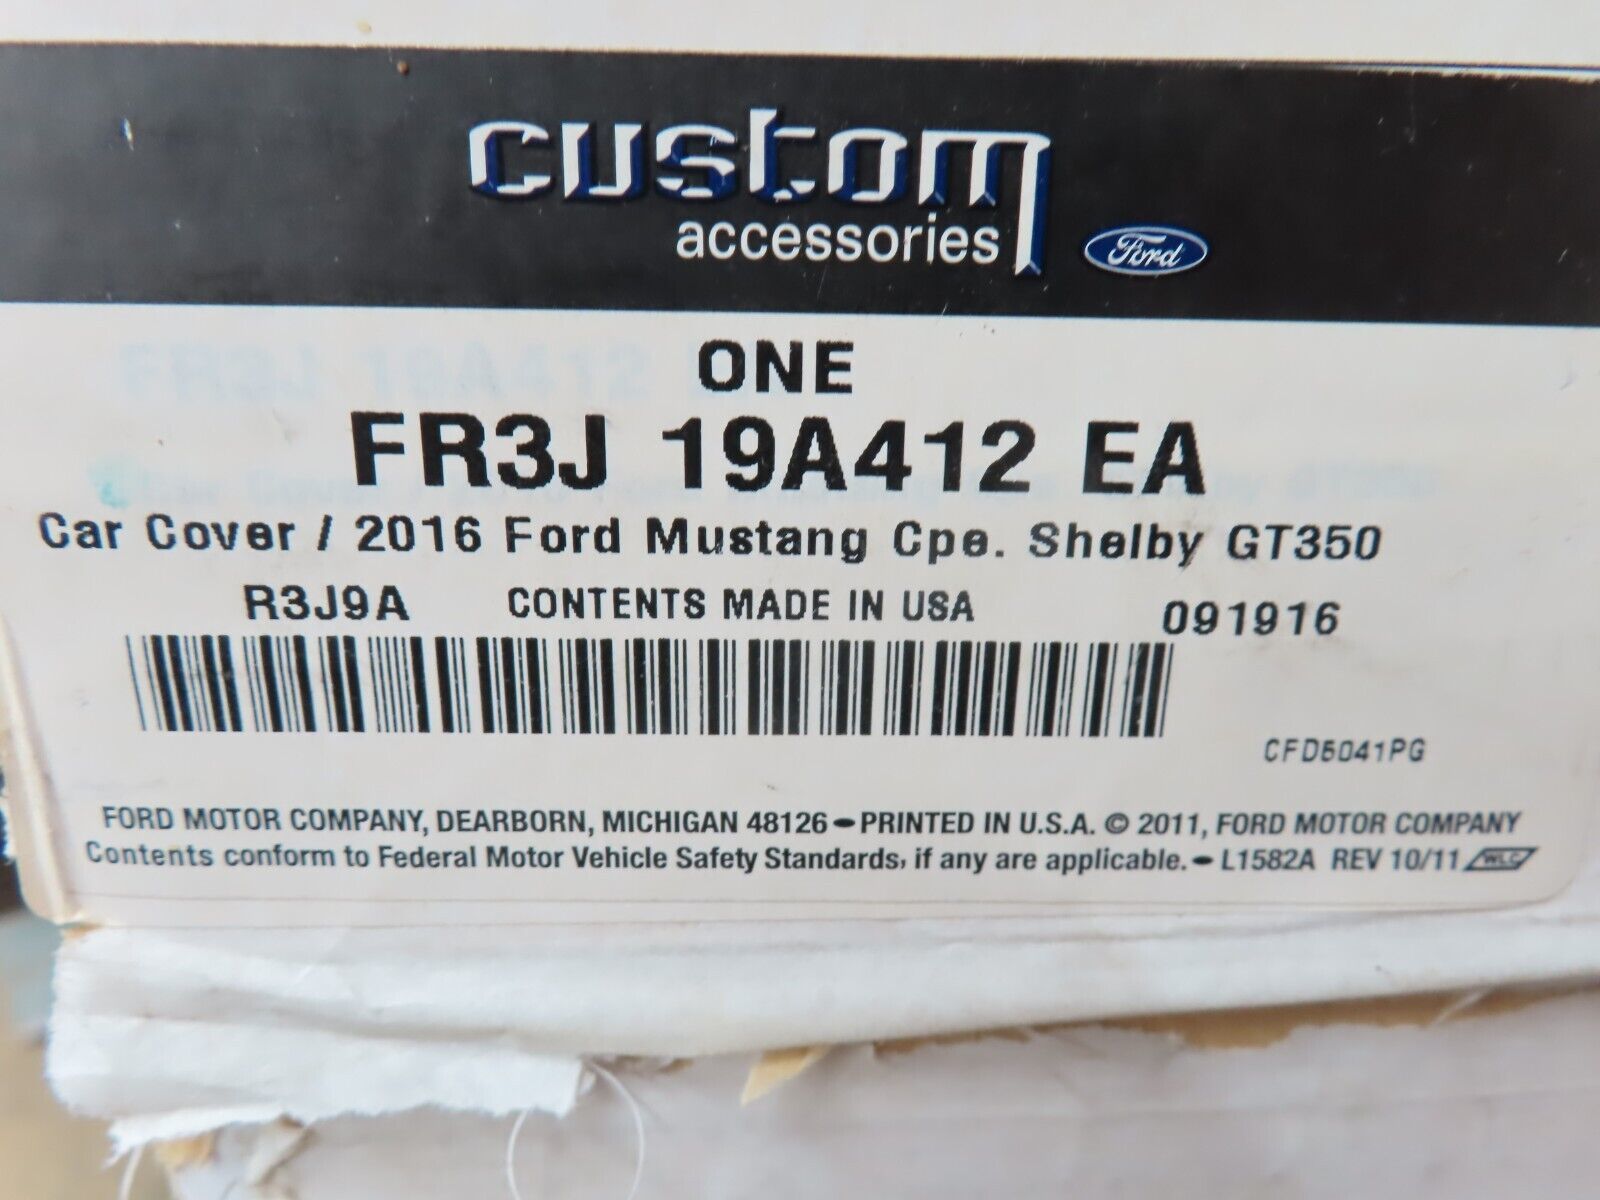 custom
accessories
Ford
ONE
FR3J 19A412 EA
Car Cover / 2016 Ford Mustang Cpe. Shelby GT350
R3J9A CONTENTS MADE IN USA 091916
CFD5041PG
FORD MOTOR COMPANY, DEARBORN, MICHIGAN 48126 – PRINTED IN U.S.A. © 2011, FORD MOTOR COMPANY
Contents conform to Federal Motor Vehicle Safety Standards, if any are applicable. – L1582A REV 10/11 WLC